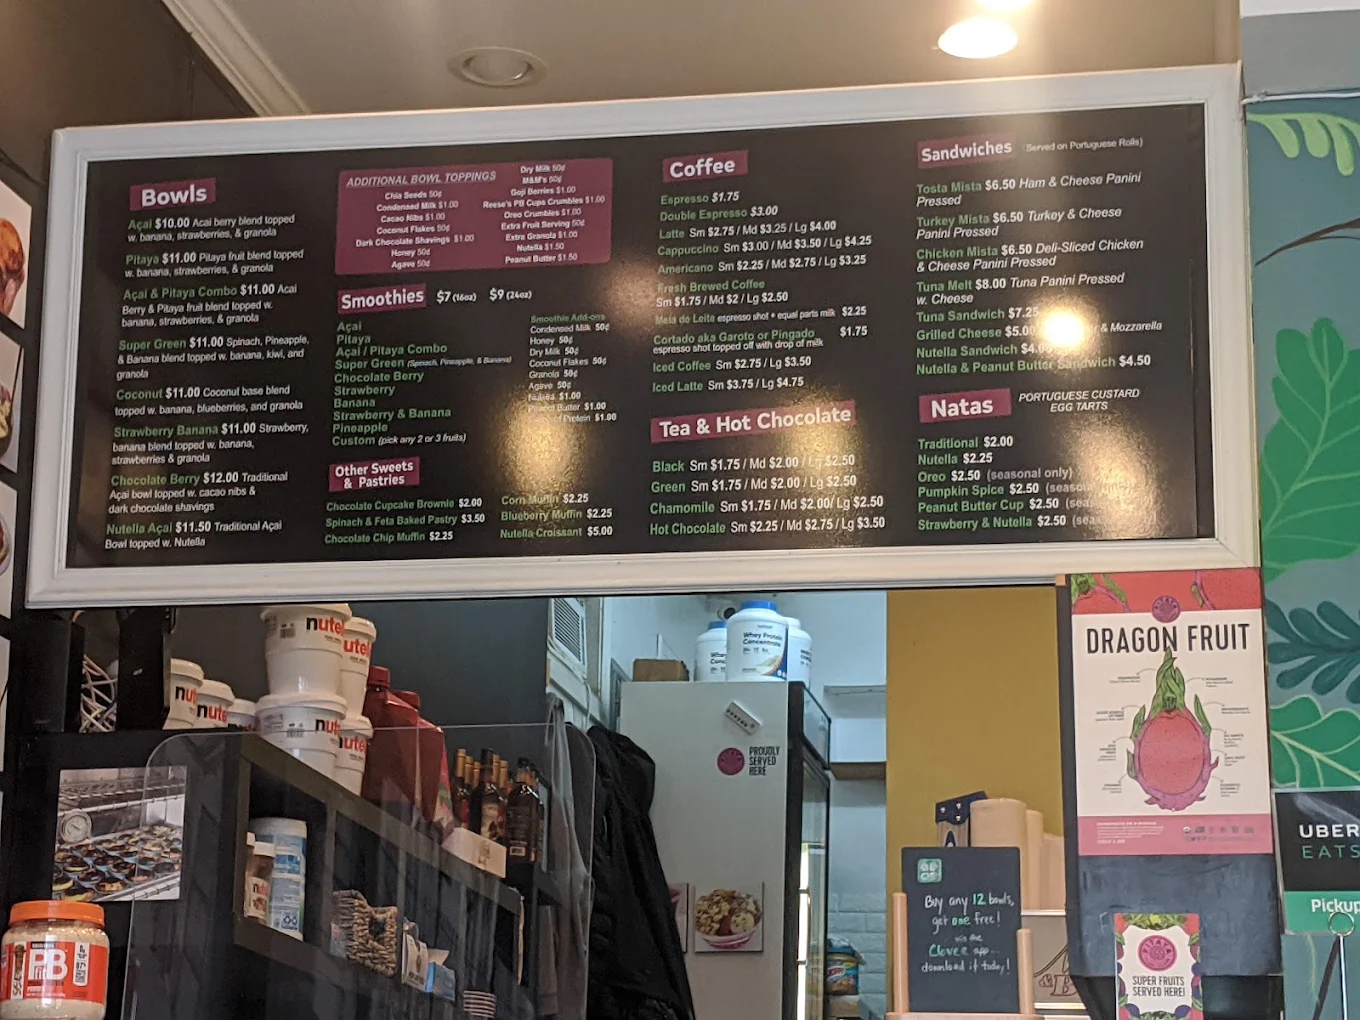 Bowls
Açai $10.00 Acai berry blend topped
w. banana, strawberries, & granola
Pitaya $11.00 Pitaya fruit blend topped
w. banana, strawberries, & granola
Açai & Pitaya Combo $11.00 Acai
Berry & Pitaya fruit blend topped w.
banana, strawberries, & granola
Super Green $11.00 Spinach, Pineapple,
& Banana blend topped w. banana, kiwi, and
granola
Coconut $11.00 Coconut base blend
topped w. banana, blueberries, and granola
Strawberry Banana $11.00 Strawberry,
banana blend topped w. banana,
strawberries & granola
Chocolate Berry $12.00 Traditional
Açai bowl topped w. cacao nibs &
dark chocolate shavings
Nutella Açai $11.50 Traditional Açai
Bowl topped w. Nutella
ADDITIONAL BOWL TOPPINGS
Chia Seeds 50¢
Condensed Milk $1.00
Cacao Nibs $1.00
Coconut Flakes 50¢
Dark Chocolate Shavings $1.00
Honey 50¢
Agave 50¢
Dry Milk 50¢
M&M's 50¢
Goji Berries $1.00
Reese's PB Cups Crumbles $1.00
Oreo Crumbles $1.00
Extra Fruit Serving 50¢
Extra Granola $1.00
Nutella $1.50
Peanut Butter $1.50
Smoothies $7 (16oz) $9 (24oz)
Açai
Pitaya
Açai / Pitaya Combo
Super Green (Spinach, Pineapple, & Banana)
Chocolate Berry
Strawberry
Banana
Strawberry & Banana
Pineapple
Custom (pick any 2 or 3 fruits)
Smoothie Add-ons
Condensed Milk 50¢
Honey 50¢
Dry Milk 50¢
Coconut Flakes 50¢
Granola 50¢
Agave 50¢
Nutella $1.00
Peanut Butter $1.00
Protein $1.00
Other Sweets
& Pastries
Chocolate Cupcake Brownie $2.00
Spinach & Feta Baked Pastry $3.50
Chocolate Chip Muffin $2.25
Corn Muffin $2.25
Blueberry Muffin $2.25
Nutella Croissant $5.00
Coffee
Espresso $1.75
Double Espresso $3.00
Latte Sm $2.75 / Md $3.25 / Lg $4.00
Cappuccino Sm $3.00 / Md $3.50 / Lg $4.25
Americano Sm $2.25 / Md $2.75 / Lg $3.25
Fresh Brewed Coffee
Sm $1.75 / Md $2 / Lg $2.50
Meia de Leite espresso shot + equal parts milk $2.25
Cortado aka Garoto or Pingado $1.75
espresso shot topped off with drop of milk
Iced Coffee Sm $2.75 / Lg $3.50
Iced Latte Sm $3.75 / Lg $4.75
Tea & Hot Chocolate
Black Sm $1.75 / Md $2.00 / Lg $2.50
Green Sm $1.75 / Md $2.00 / Lg $2.50
Chamomile Sm $1.75 / Md $2.00/ Lg $2.50
Hot Chocolate Sm $2.25 / Md $2.75 / Lg $3.50
Sandwiches (Served on Portuguese Rolls)
Tosta Mista $6.50 Ham & Cheese Panini
Pressed
Turkey Mista $6.50 Turkey & Cheese
Panini Pressed
Chicken Mista $6.50 Deli-Sliced Chicken
& Cheese Panini Pressed
Tuna Melt $8.00 Tuna Panini Pressed
w. Cheese
Tuna Sandwich $7.25
Grilled Cheese $5.00 & Mozzarella
Nutella Sandwich
Nutella & Peanut Butter Sandwich $4.50
Natas PORTUGUESE CUSTARD
EGG TARTS
Traditional $2.00
Nutella $2.25
Oreo $2.50 (seasonal only)
Pumpkin Spice $2.50
Peanut Butter Cup $2.50
Strawberry & Nutella $2.50
nutella
Whey Protein
Concentrate
PROUDLY
SERVED
HERE
Buy any 12 bowls,
get one free!
via the
Clover app...
download it today!
PITAYA
DRAGON FRUIT
UBER
EATS
Pickup
PITAYA
SUPER FRUITS
SERVED HERE!
PB